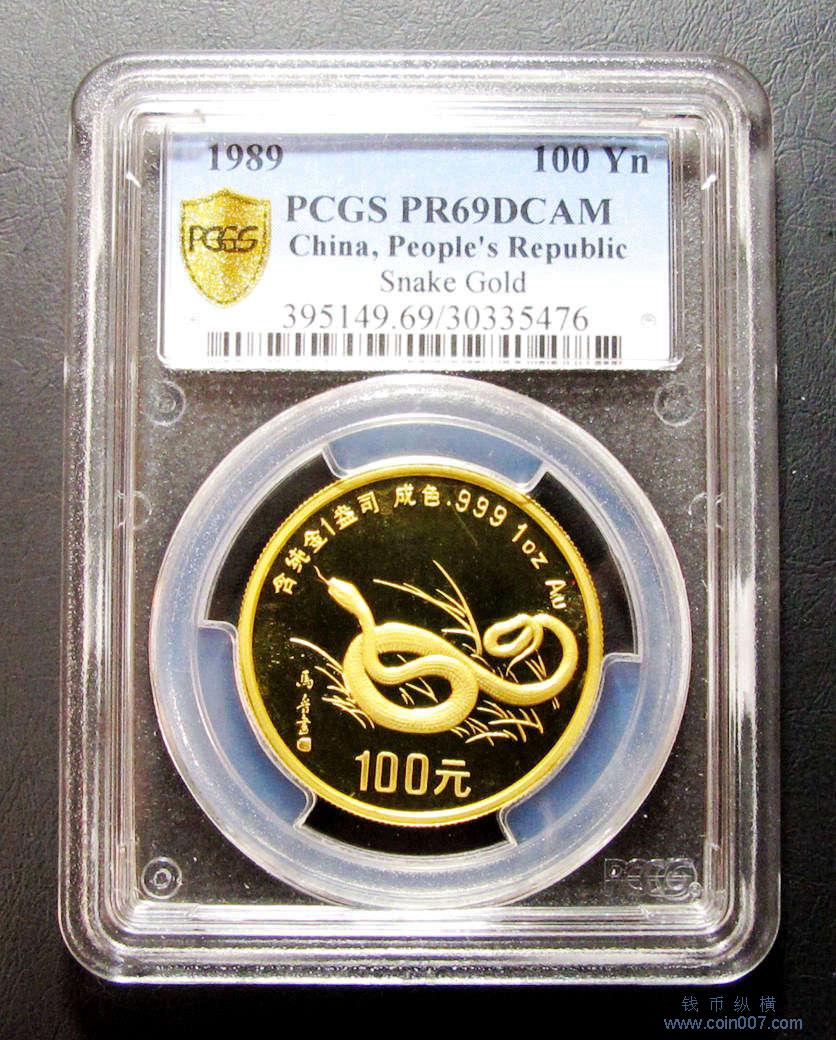 1989 100 Yn
PCGS PCGS PR69DCAM
China, People's Republic
Snake Gold
395149.69/30335476
含纯金1盎司 成色.999 1oz Au
100元
PCGS
钱币纵横
www.coin007.com